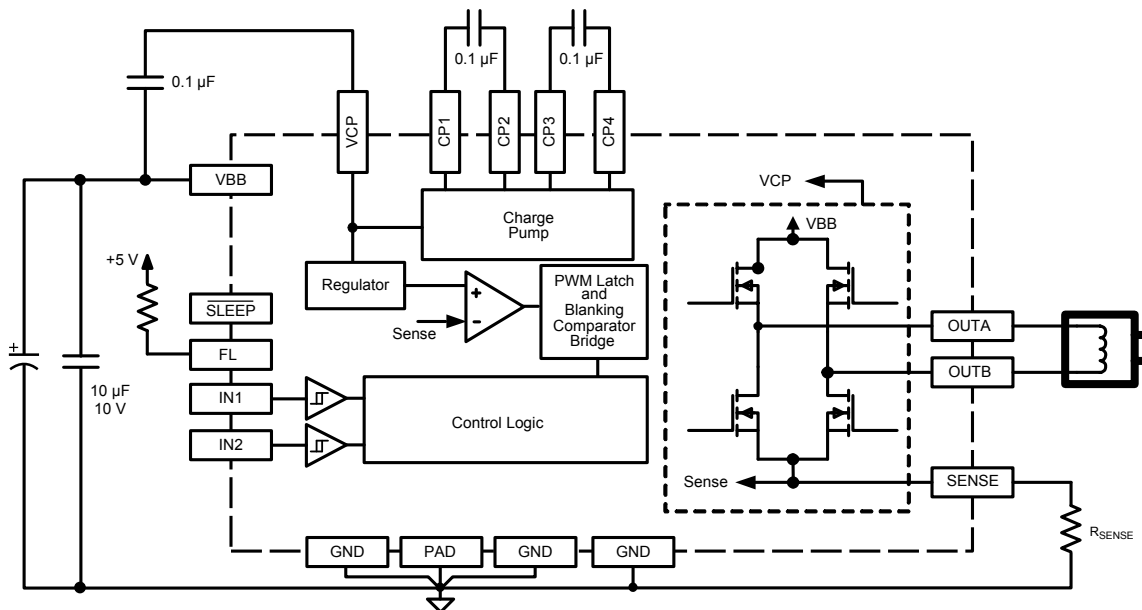 0.1 µF
0.1 µF
0.1 µF
VCP
CP1
CP2
CP3
CP4
VBB
Charge
Pump
VCP
VBB
+5 V
Regulator
+
-
Sense
PWM Latch
and
Blanking
Comparator
Bridge
SLEEP
FL
IN1
IN2
+
10 µF
10 V
Control Logic
OUTA
OUTB
Sense
SENSE
RSENSE
GND
PAD
GND
GND